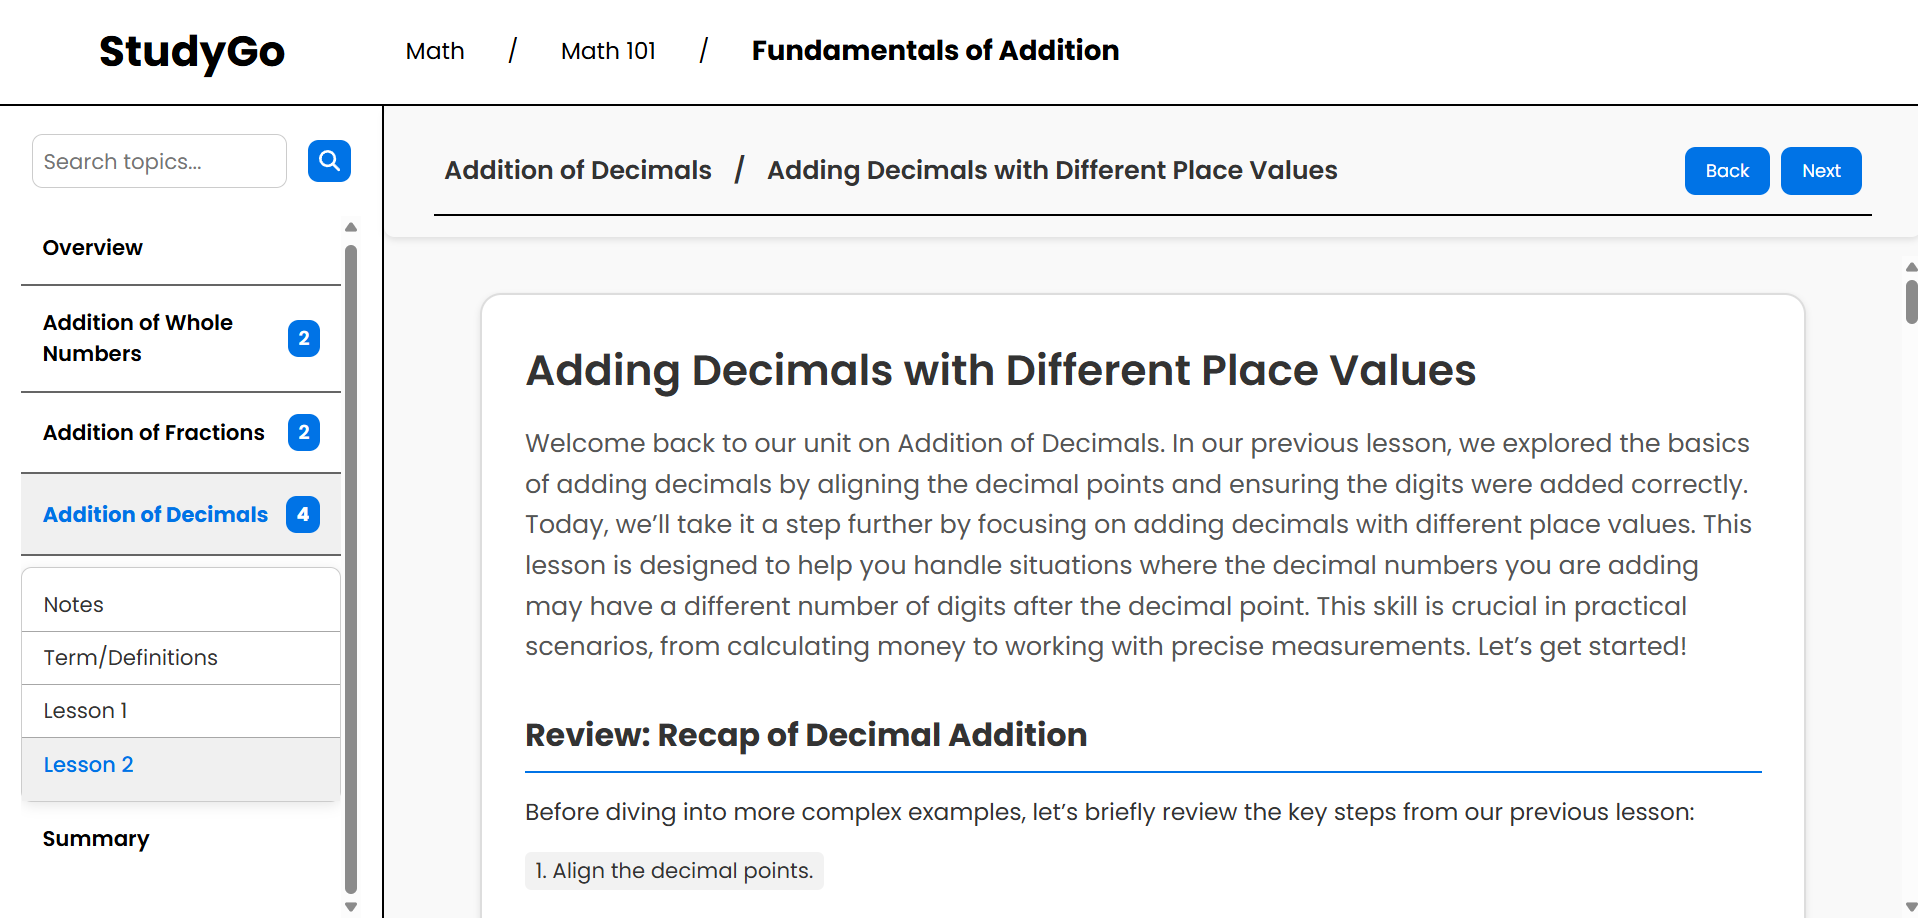 StudyGo
Math / Math 101 / Fundamentals of Addition
Search topics...
Overview
Addition of Whole
Numbers
2
Addition of Fractions 2
Addition of Decimals 4
Notes
Term/Definitions
Lesson 1
Lesson 2
Summary
Addition of Decimals / Adding Decimals with Different Place Values
Back Next
Adding Decimals with Different Place Values
Welcome back to our unit on Addition of Decimals. In our previous lesson, we explored the basics
of adding decimals by aligning the decimal points and ensuring the digits were added correctly.
Today, we’ll take it a step further by focusing on adding decimals with different place values. This
lesson is designed to help you handle situations where the decimal numbers you are adding
may have a different number of digits after the decimal point. This skill is crucial in practical
scenarios, from calculating money to working with precise measurements. Let’s get started!
Review: Recap of Decimal Addition
Before diving into more complex examples, let’s briefly review the key steps from our previous lesson:
1. Align the decimal points.